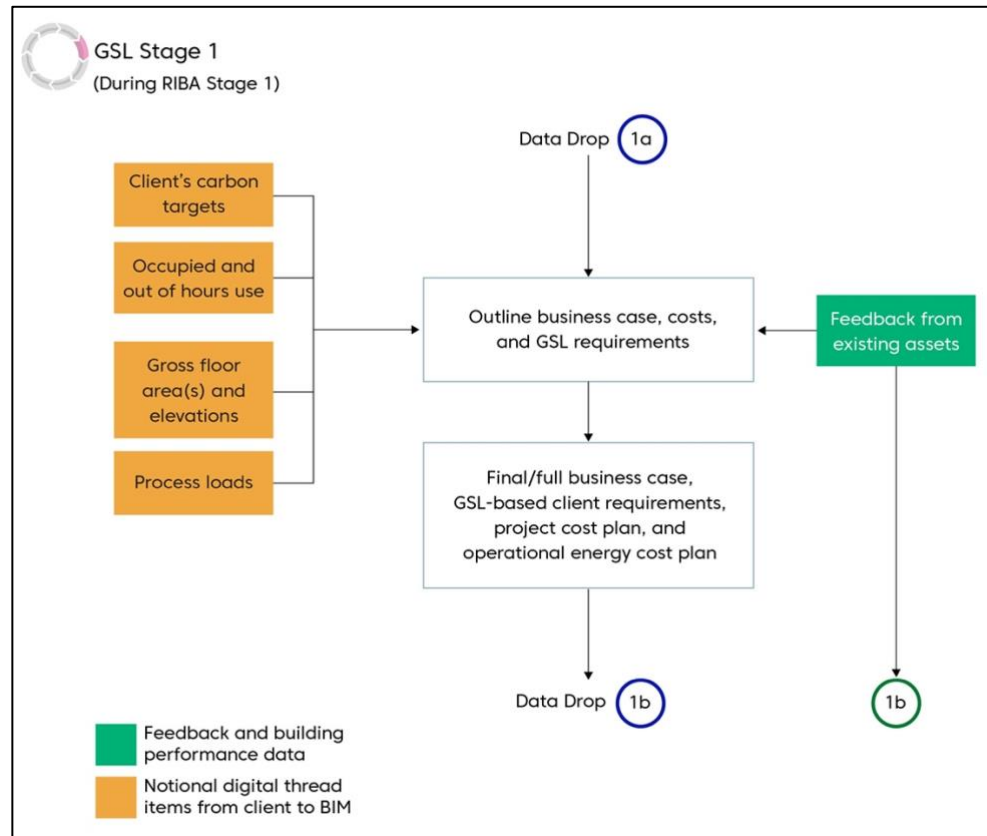 GSL Stage 1
(During RIBA Stage 1)
Data Drop 1a
Client's carbon
targets
Occupied and
out of hours use
Gross floor
area(s) and
elevations
Process loads
Outline business case, costs,
and GSL requirements
Feedback from
existing assets
Final/full business case,
GSL-based client requirements,
project cost plan, and
operational energy cost plan
Data Drop 1b
1b
Feedback and building
performance data
Notional digital thread
items from client to BIM